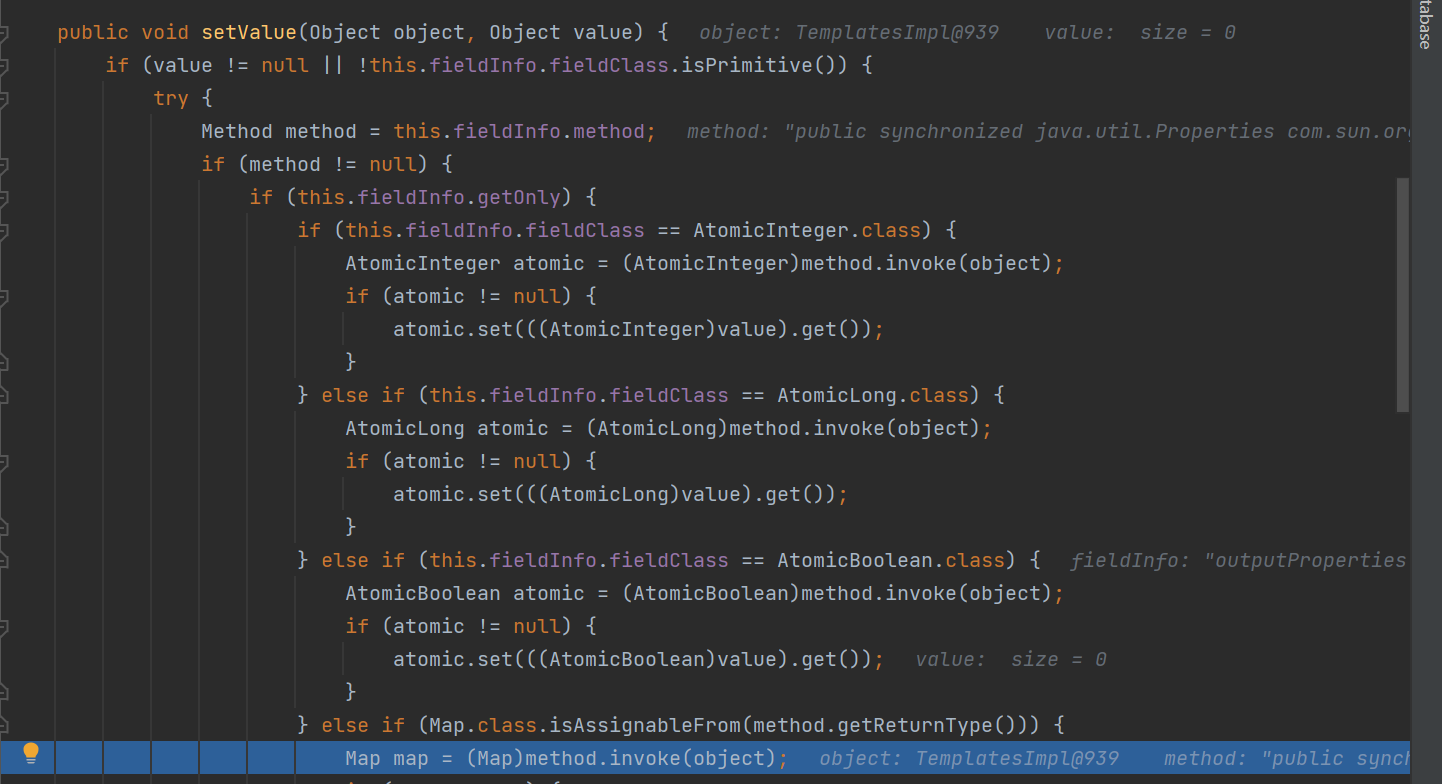 public void setValue(Object object, Object value) {   object: TemplatesImpl@939    value:  size = 0
if (value != null || !this.fieldInfo.fieldClass.isPrimitive()) {
try {
Method method = this.fieldInfo.method;   method: "public synchronized java.util.Properties com.sun.org
if (method != null) {
if (this.fieldInfo.getOnly) {
if (this.fieldInfo.fieldClass == AtomicInteger.class) {
AtomicInteger atomic = (AtomicInteger)method.invoke(object);
if (atomic != null) {
atomic.set(((AtomicInteger)value).get());
}
} else if (this.fieldInfo.fieldClass == AtomicLong.class) {
AtomicLong atomic = (AtomicLong)method.invoke(object);
if (atomic != null) {
atomic.set(((AtomicLong)value).get());
}
} else if (this.fieldInfo.fieldClass == AtomicBoolean.class) {   fieldInfo: "outputProperties
AtomicBoolean atomic = (AtomicBoolean)method.invoke(object);
if (atomic != null) {
atomic.set(((AtomicBoolean)value).get());   value:  size = 0
}
} else if (Map.class.isAssignableFrom(method.getReturnType())) {
Map map = (Map)method.invoke(object);   object: TemplatesImpl@939    method: "public synch
tabase